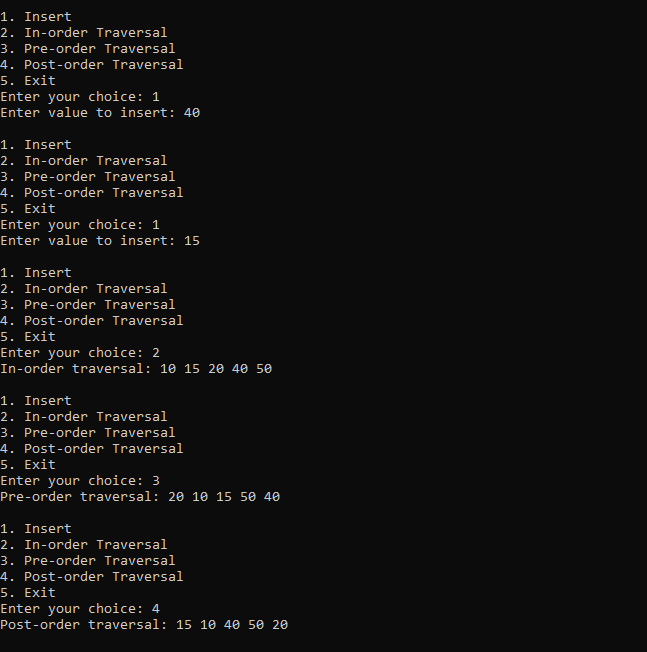 1. Insert
2. In-order Traversal
3. Pre-order Traversal
4. Post-order Traversal
5. Exit
Enter your choice: 1
Enter value to insert: 40
1. Insert
2. In-order Traversal
3. Pre-order Traversal
4. Post-order Traversal
5. Exit
Enter your choice: 1
Enter value to insert: 15
1. Insert
2. In-order Traversal
3. Pre-order Traversal
4. Post-order Traversal
5. Exit
Enter your choice: 2
In-order traversal: 10 15 20 40 50
1. Insert
2. In-order Traversal
3. Pre-order Traversal
4. Post-order Traversal
5. Exit
Enter your choice: 3
Pre-order traversal: 20 10 15 50 40
1. Insert
2. In-order Traversal
3. Pre-order Traversal
4. Post-order Traversal
5. Exit
Enter your choice: 4
Post-order traversal: 15 10 40 50 20